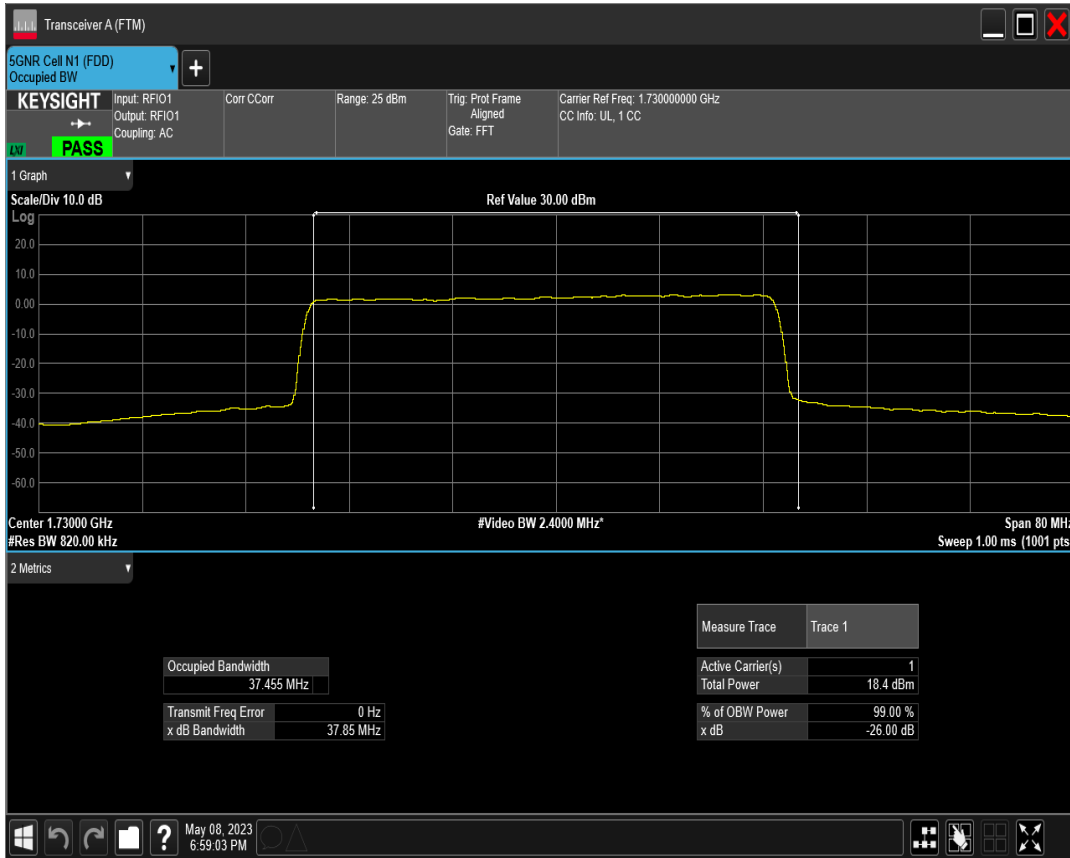 Transceiver A (FTM)
5GNR Cell N1 (FDD)
Occupied BW
+
KEYSIGHT
LXI
PASS
Input: RFIO1
Output: RFIO1
Coupling: AC
Corr CCorr
Range: 25 dBm
Trig: Prot Frame
Aligned
Gate: FFT
Carrier Ref Freq: 1.730000000 GHz
CC Info: UL, 1 CC
1 Graph
Scale/Div 10.0 dB
Ref Value 30.00 dBm
Log
20.0
10.0
0.00
-10.0
-20.0
-30.0
-40.0
-50.0
-60.0
Center 1.73000 GHz
#Video BW 2.4000 MHz*
Span 80 MHz
#Res BW 820.00 kHz
Sweep 1.00 ms (1001 pts
2 Metrics
Measure Trace Trace 1
Occupied Bandwidth
37.455 MHz
Active Carrier(s) 1
Total Power 18.4 dBm
Transmit Freq Error 0 Hz
x dB Bandwidth 37.85 MHz
% of OBW Power 99.00 %
x dB -26.00 dB
?
May 08, 2023
6:59:03 PM